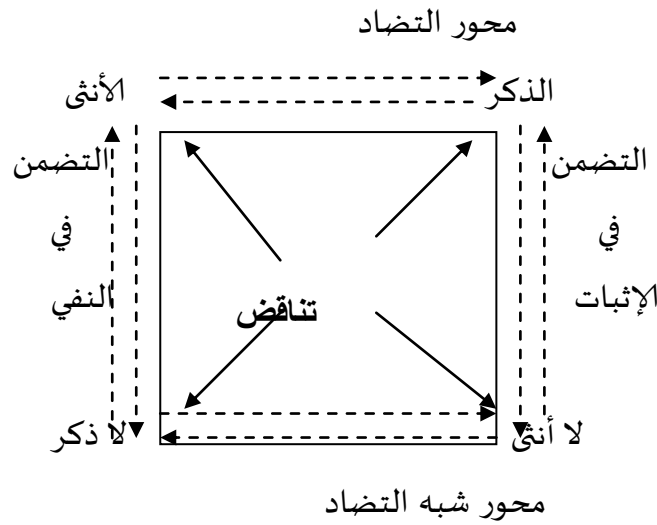 محور التضاد
الذكر
الأنثى
التضمن
في
الإثبات
التضمن
في
النفي
تناقض
لا أنثى
لا ذكر
محور شبه التضاد